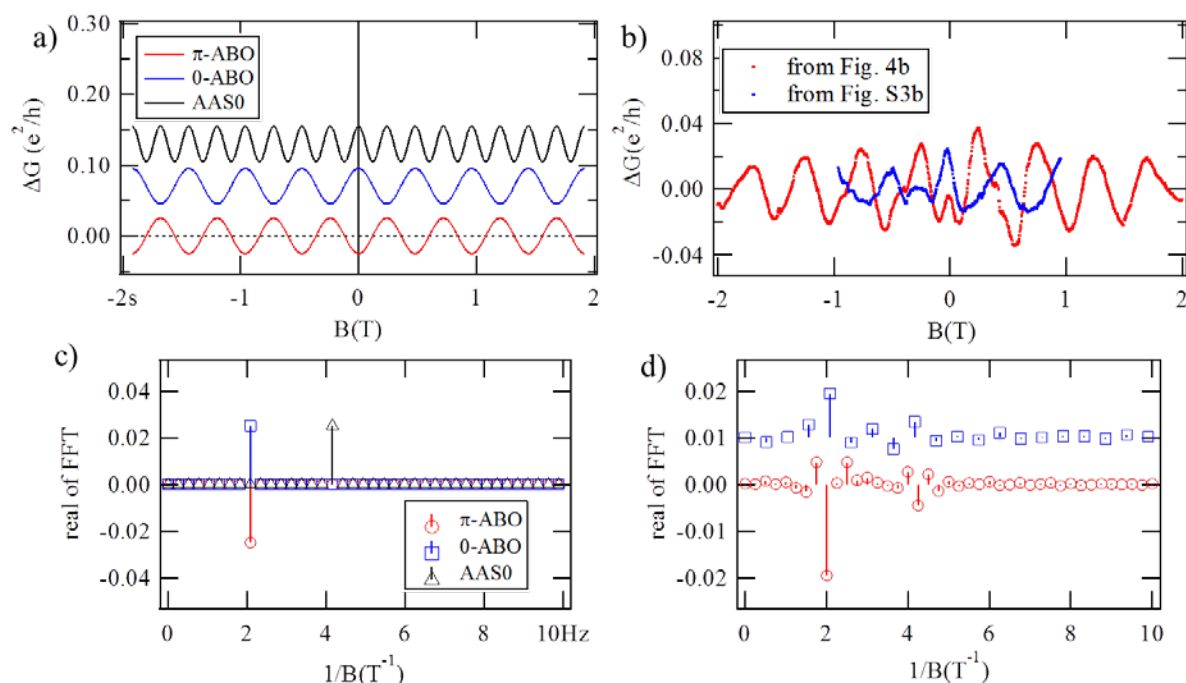 a)
0.30
0.20
0.10
0.00
ΔG (e²/h)
π-ABO
0-ABO
AAS0
-2s
-1
0
1
2
B(T)
b)
0.08
0.04
0.00
-0.04
ΔG(e²/h)
from Fig. 4b
from Fig. S3b
-2
-1
0
1
2
B(T)
c)
0.04
0.02
0.00
-0.02
-0.04
real of FFT
π-ABO
0-ABO
AAS0
0
2
4
6
8
10Hz
1/B(T⁻¹)
d)
0.02
0.01
0.00
-0.01
-0.02
real of FFT
0
2
4
6
8
10
1/B(T⁻¹)